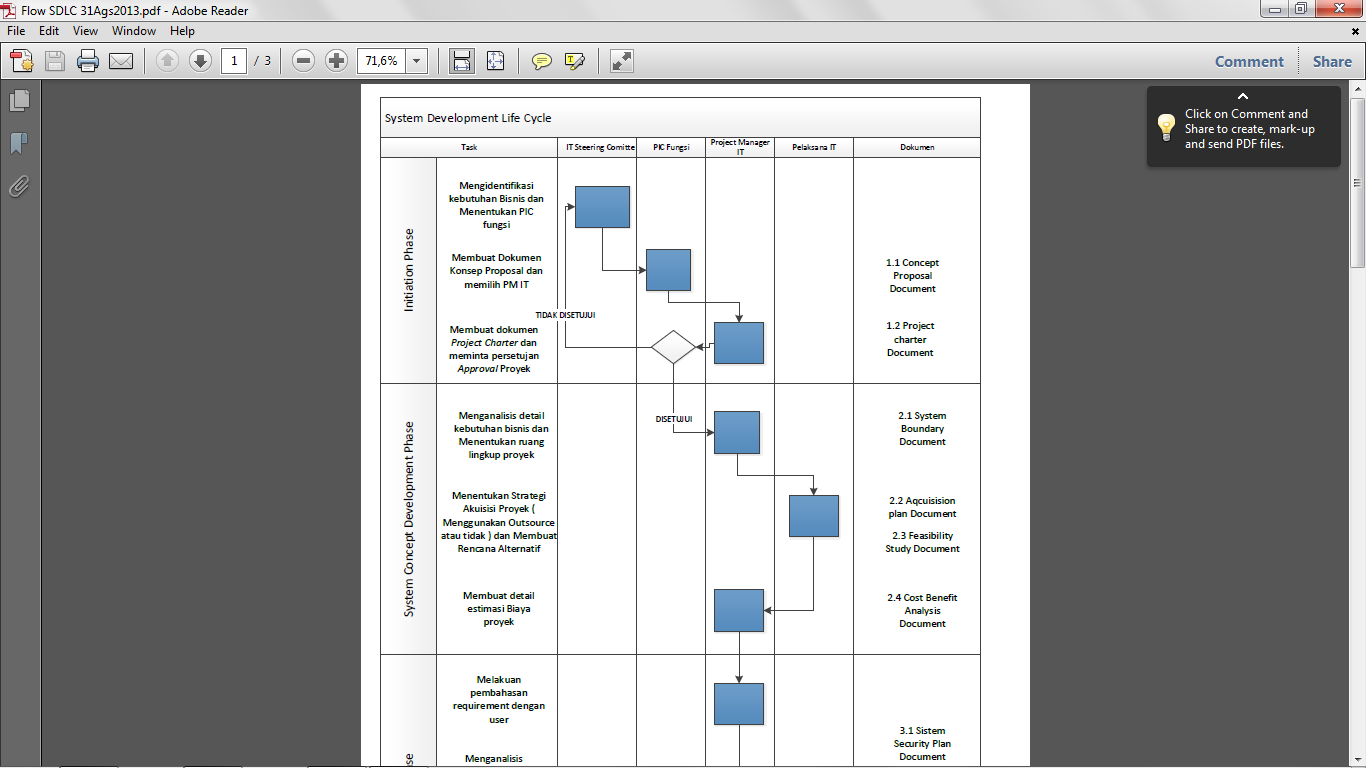 Flow SDLC 31Ags2013.pdf - Adobe Reader
File Edit View Window Help
1 / 3 71,6% Comment Share
Click on Comment and
Share to create, mark-up
and send PDF files.
System Development Life Cycle
Task
IT Steering Comitte
PIC Fungsi
Project Manager
IT
Pelaksana IT
Dokumen
Initiation Phase
Mengidentifikasi
kebutuhan Bisnis dan
Menentukan PIC
fungsi
Membuat Dokumen
Konsep Proposal dan
memilih PM IT
1.1 Concept
Proposal
Document
TIDAK DISETUJUI
Membuat dokumen
Project Charter dan
meminta persetujan
Approval Proyek
1.2 Project
charter
Document
System Concept Development Phase
Menganalisis detail
kebutuhan bisnis dan
Menentukan ruang
lingkup proyek
DISETUJUI
2.1 System
Boundary
Document
Menentukan Strategi
Akuisisi Proyek (
Menggunakan Outsource
atau tidak ) dan Membuat
Rencana Alternatif
2.2 Aqcuisision
plan Document
2.3 Feasibility
Study Document
Membuat detail
estimasi Biaya
proyek
2.4 Cost Benefit
Analysis
Document
Melakuan
pembahasan
requirement dengan
user
3.1 Sistem
Security Plan
Document
Menganalisis